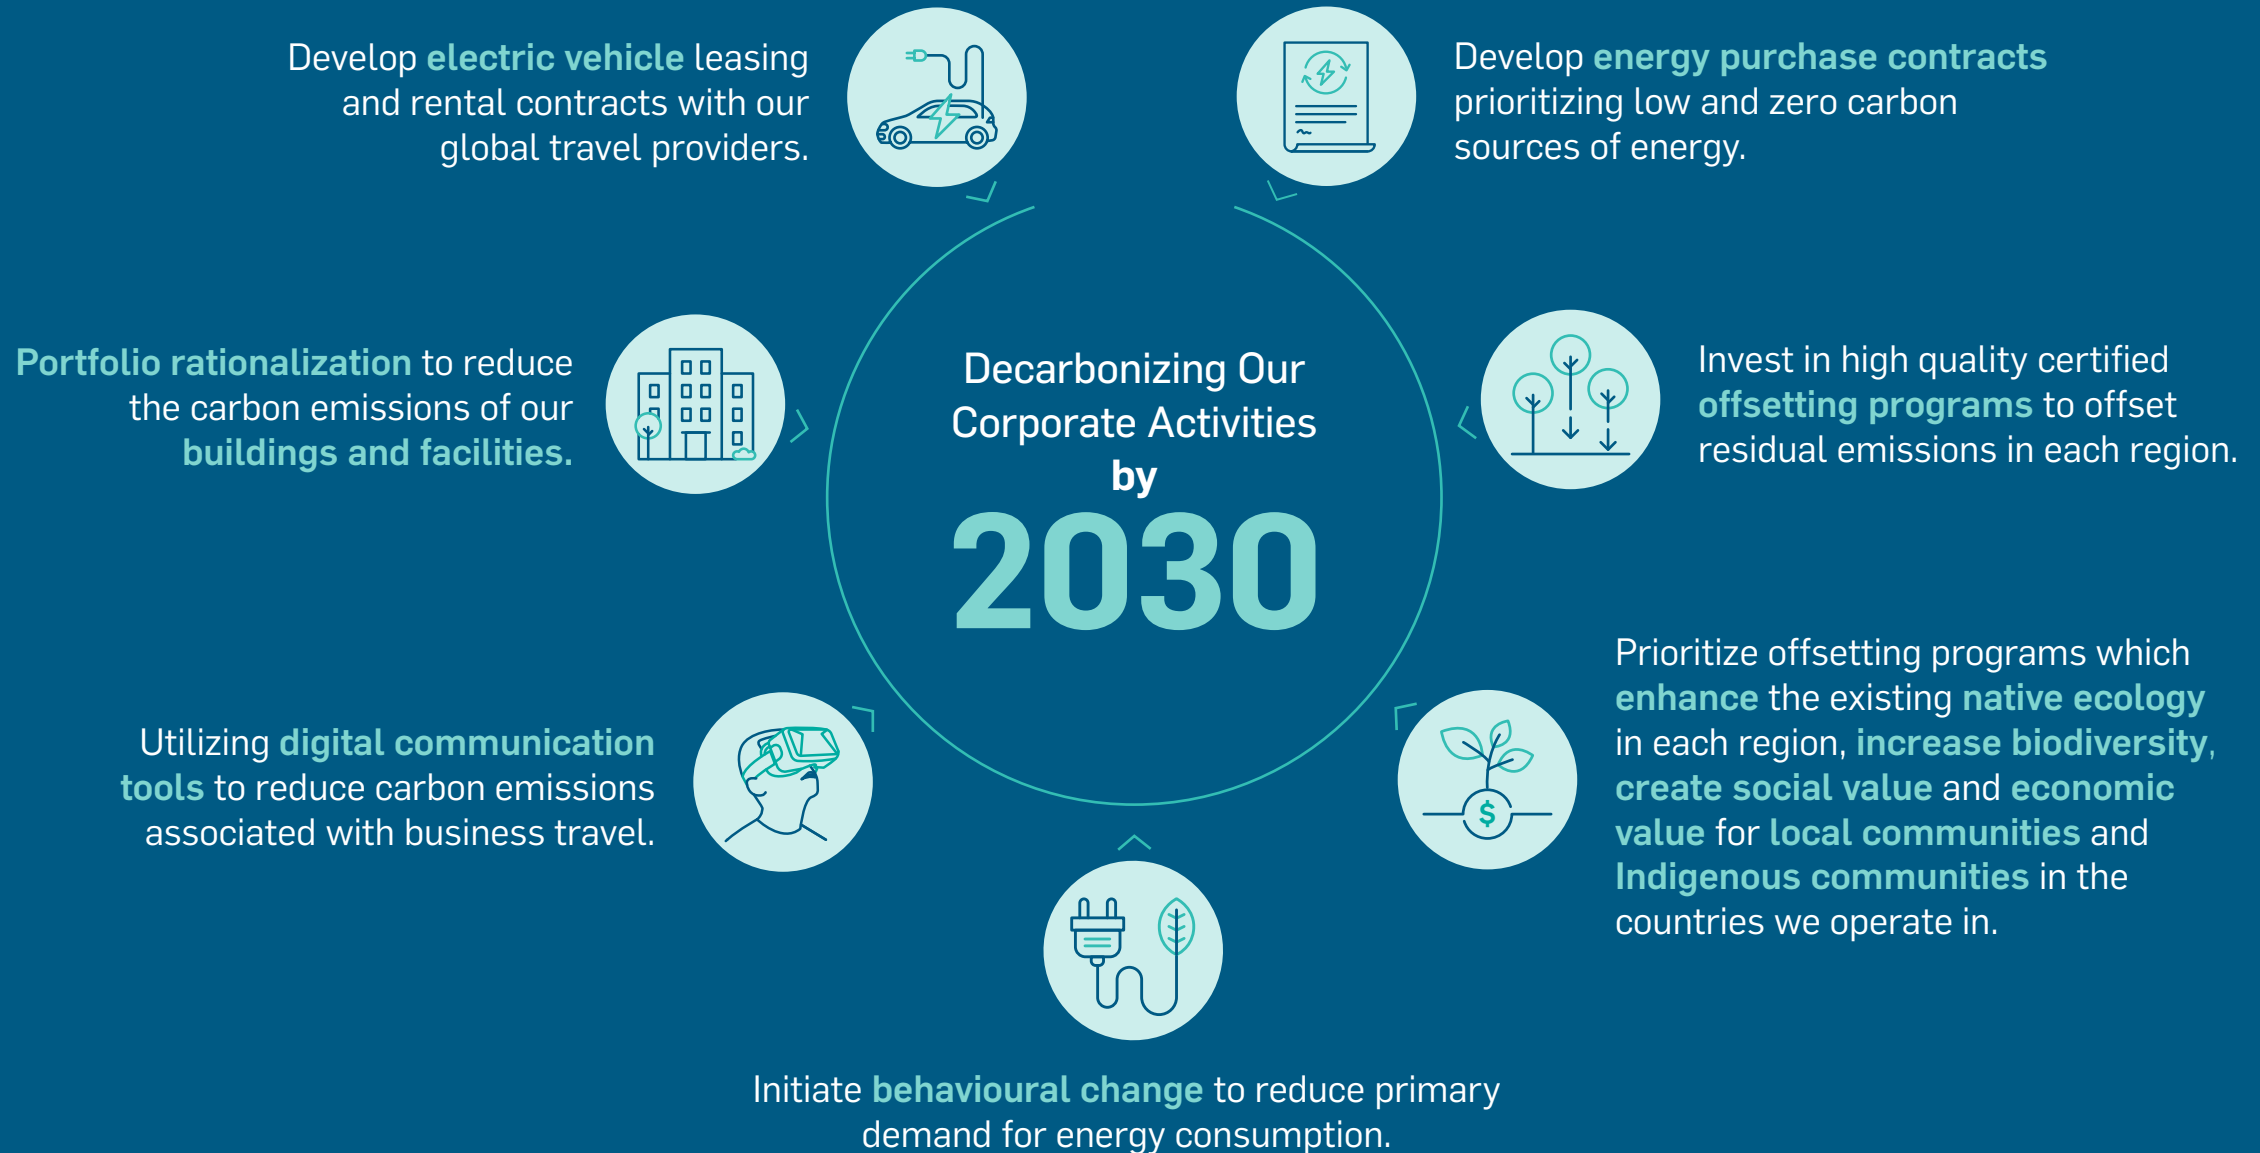 Develop electric vehicle leasing
and rental contracts with our
global travel providers.
Develop energy purchase contracts
prioritizing low and zero carbon
sources of energy.
Portfolio rationalization to reduce
the carbon emissions of our
buildings and facilities.
Decarbonizing Our
Corporate Activities
by
2030
Invest in high quality certified
offsetting programs to offset
residual emissions in each region.
Utilizing digital communication
tools to reduce carbon emissions
associated with business travel.
$
Prioritize offsetting programs which
enhance the existing native ecology
in each region, increase biodiversity,
create social value and economic
value for local communities and
Indigenous communities in the
countries we operate in.
Initiate behavioural change to reduce primary
demand for energy consumption.